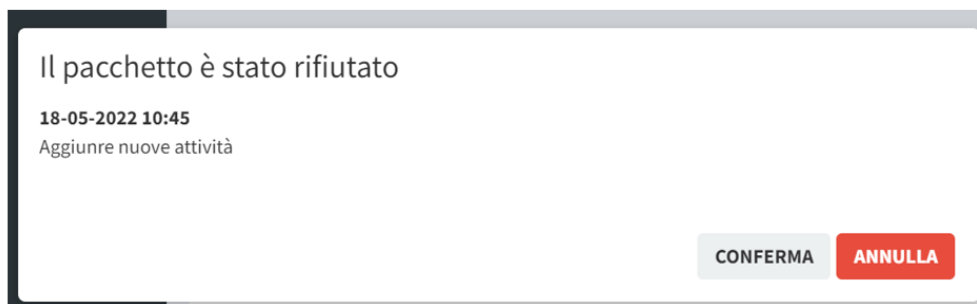 Il pacchetto è stato rifiutato
18-05-2022 10:45
Aggiunre nuove attività
CONFERMA ANNULLA